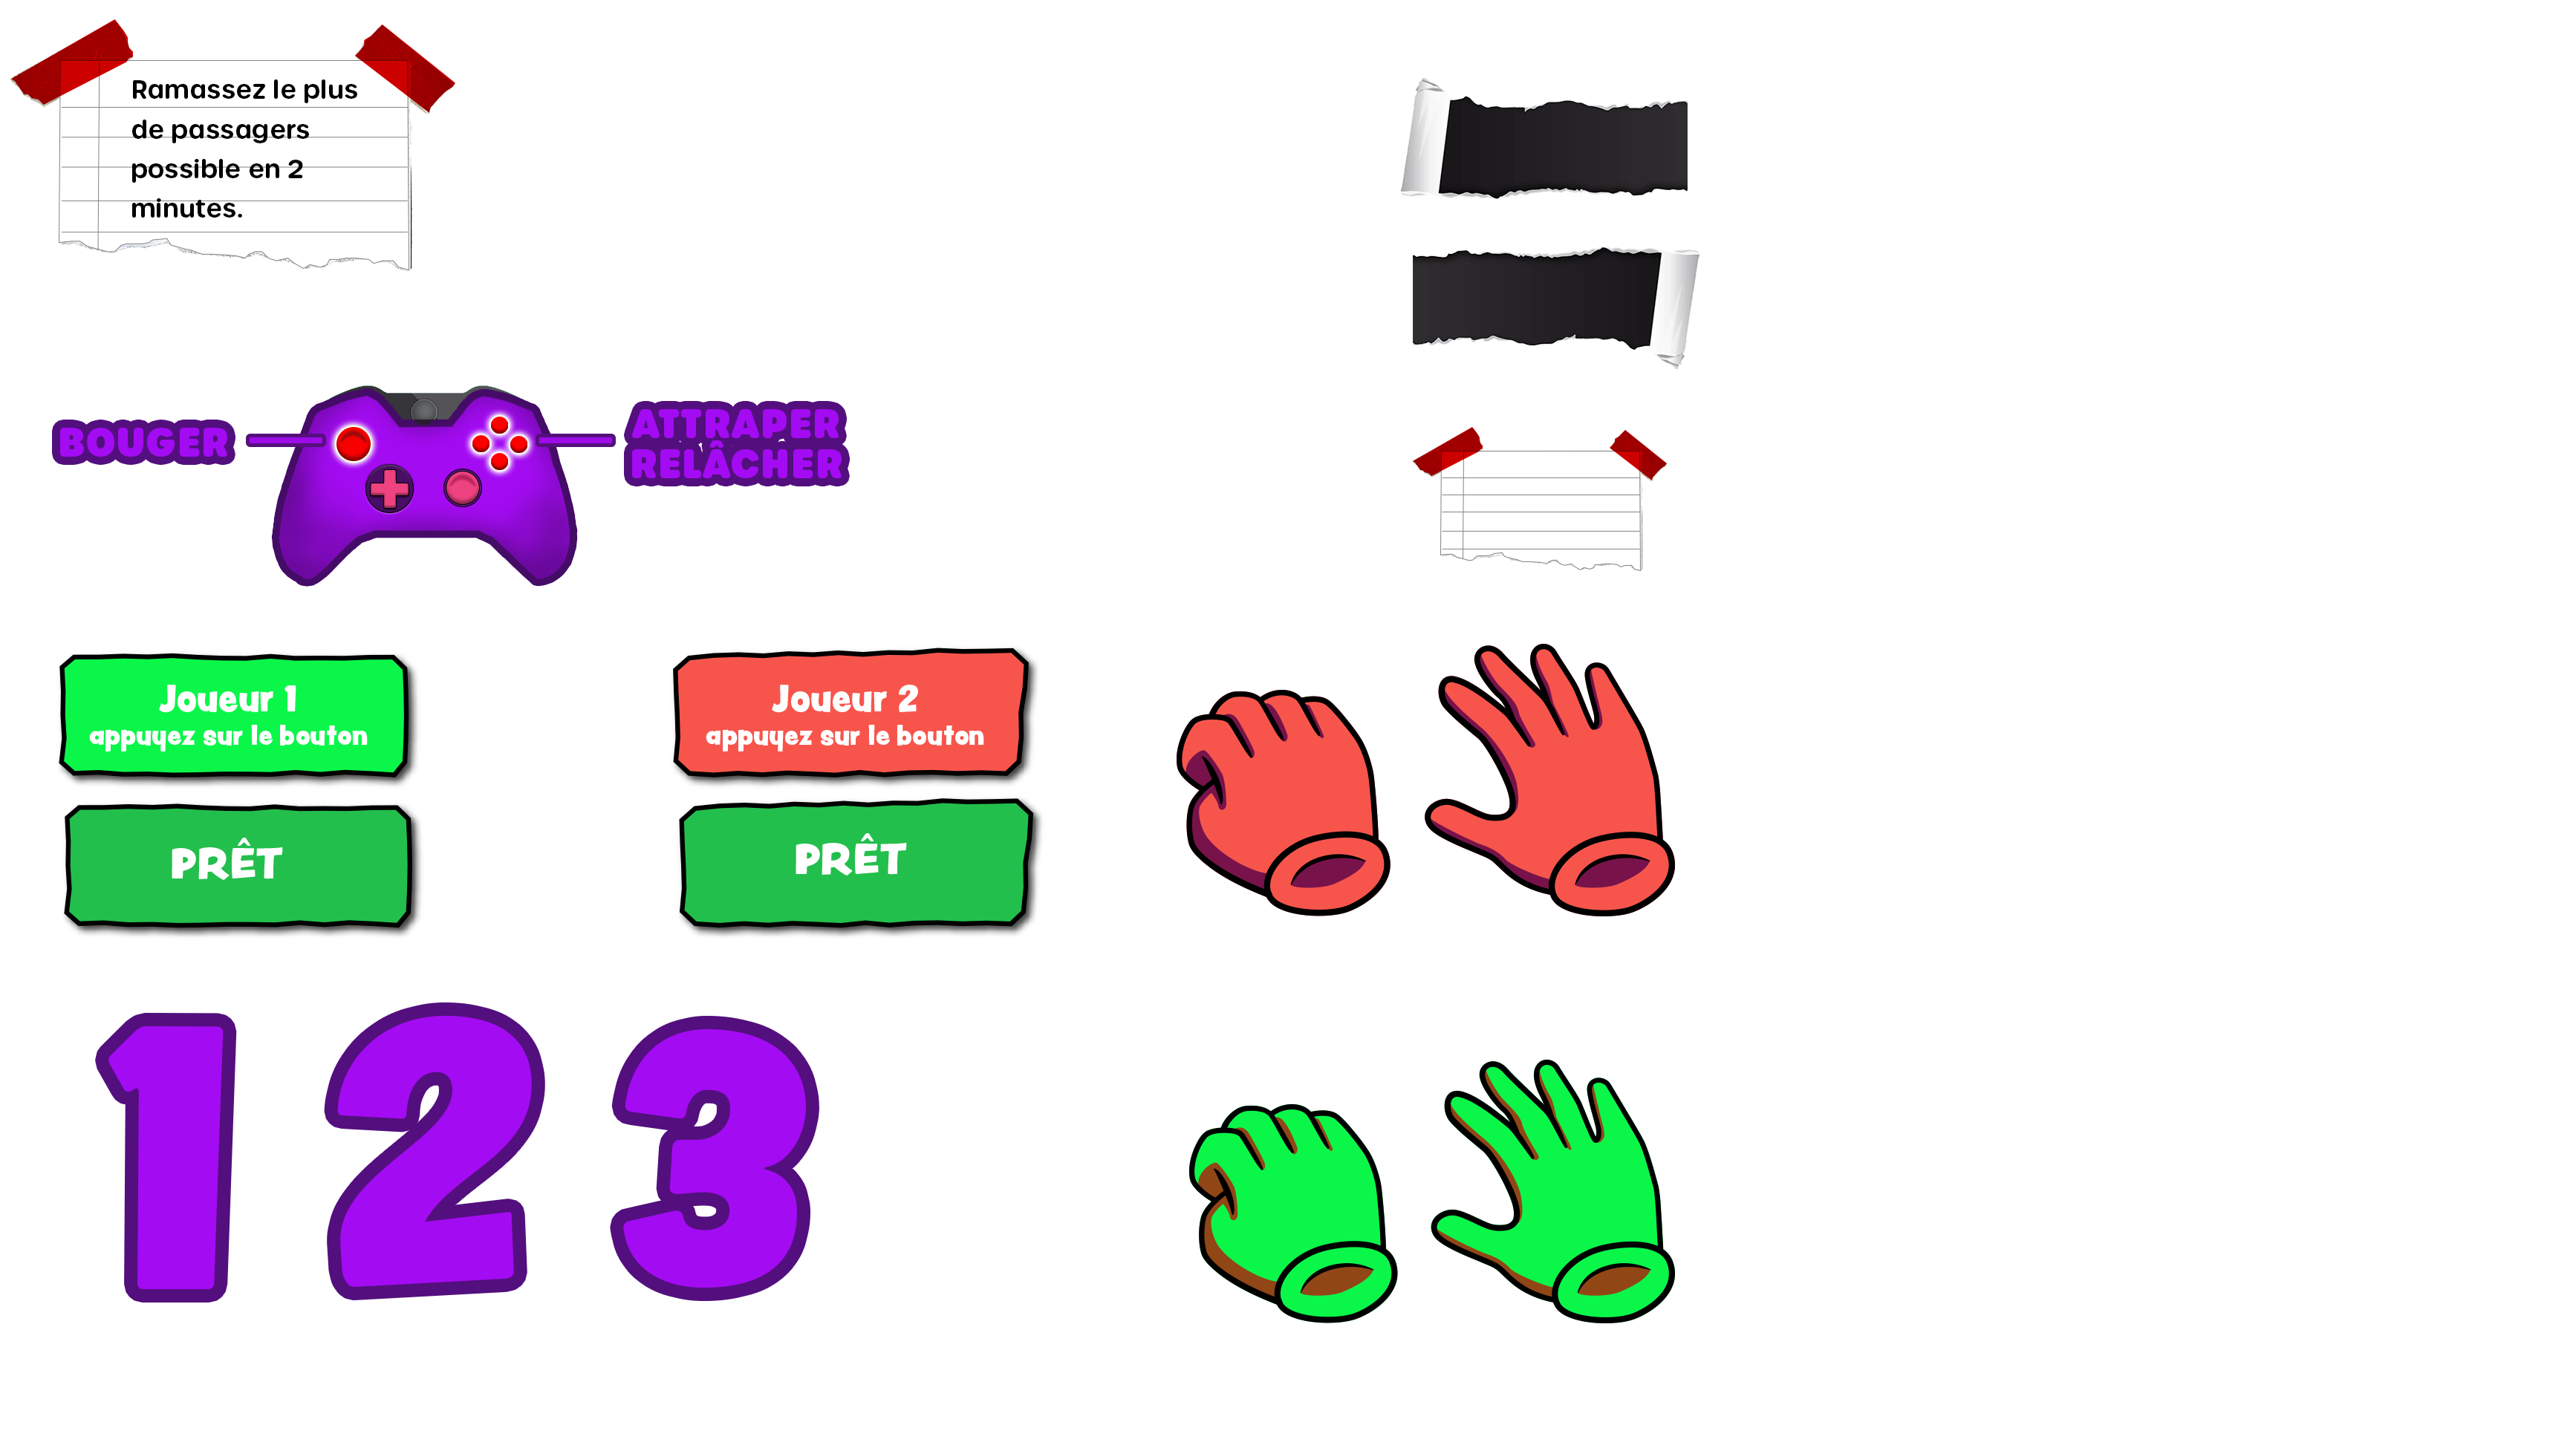 Ramassez le plus
de passagers
possible en 2
minutes.
BOUGER
ATTRAPER
RELÂCHER
Joueur 1
appuyez sur le bouton
Joueur 2
appuyez sur le bouton
PRÊT
PRÊT
1 2 3